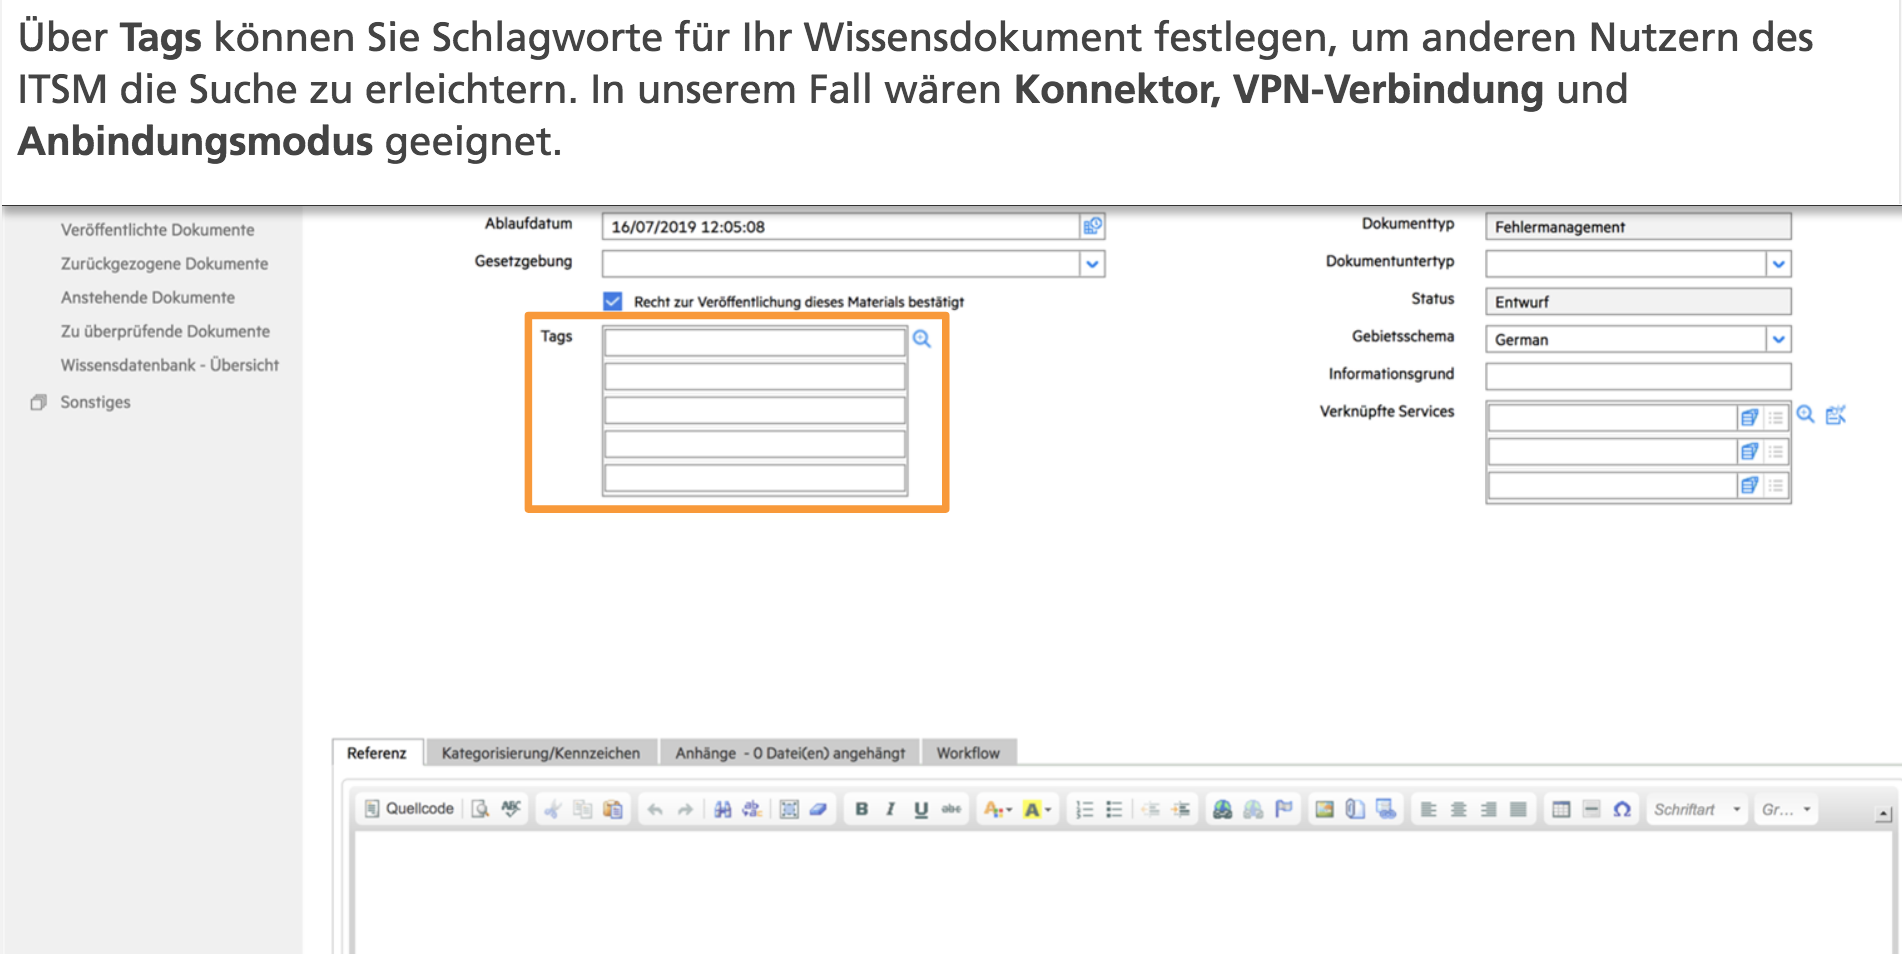 Über Tags können Sie Schlagworte für Ihr Wissensdokument festlegen, um anderen Nutzern des
ITSM die Suche zu erleichtern. In unserem Fall wären Konnektor, VPN-Verbindung und
Anbindungsmodus geeignet.
Veröffentlichte Dokumente
Zurückgezogene Dokumente
Anstehende Dokumente
Zu überprüfende Dokumente
Wissensdatenbank - Übersicht
Sonstiges
Ablaufdatum 16/07/2019 12:05:08
Gesetzgebung
Recht zur Veröffentlichung dieses Materials bestätigt
Tags
Dokumenttyp Fehlermanagement
Dokumentuntertyp
Status Entwurf
Gebietsschema German
Informationsgrund
Verknüpfte Services
Referenz Kategorisierung/Kennzeichen Anhänge - 0 Datei(en) angehängt Workflow
Quellcode ABC B I U abc A A Ω Schriftart Gr...